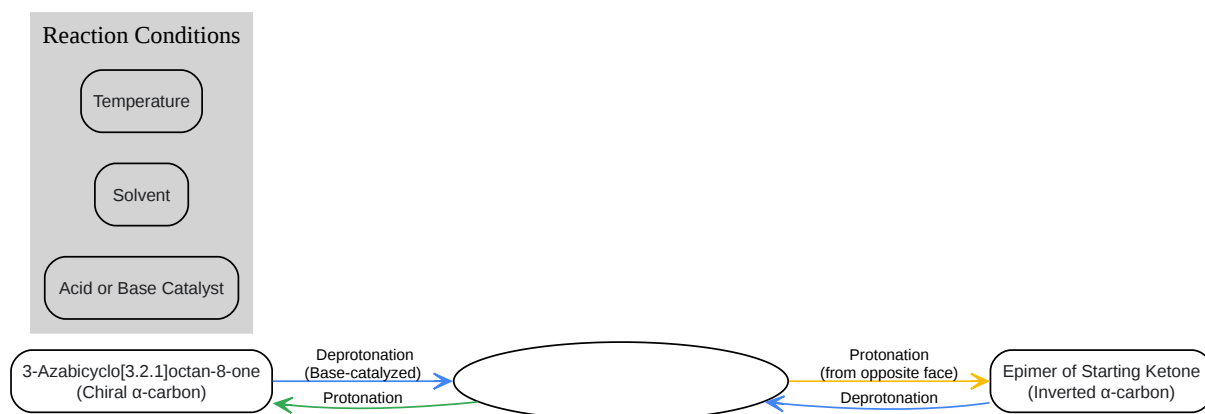 Reaction Conditions
Temperature
Solvent
Acid or Base Catalyst
3-Azabicyclo[3.2.1]octan-8-one
(Chiral α-carbon)
Deprotonation
(Base-catalyzed)
Protonation
Protonation
(from opposite face)
Deprotonation
Epimer of Starting Ketone
(Inverted α-carbon)